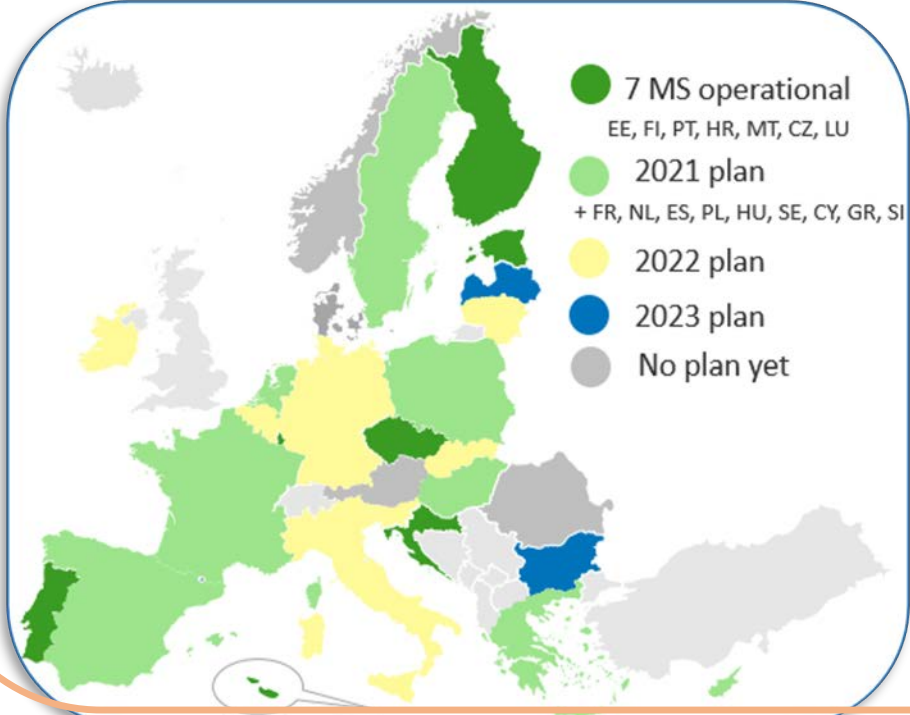 7 MS operational
EE, FI, PT, HR, MT, CZ, LU
2021 plan
+ FR, NL, ES, PL, HU, SE, CY, GR, SI
2022 plan
2023 plan
No plan yet